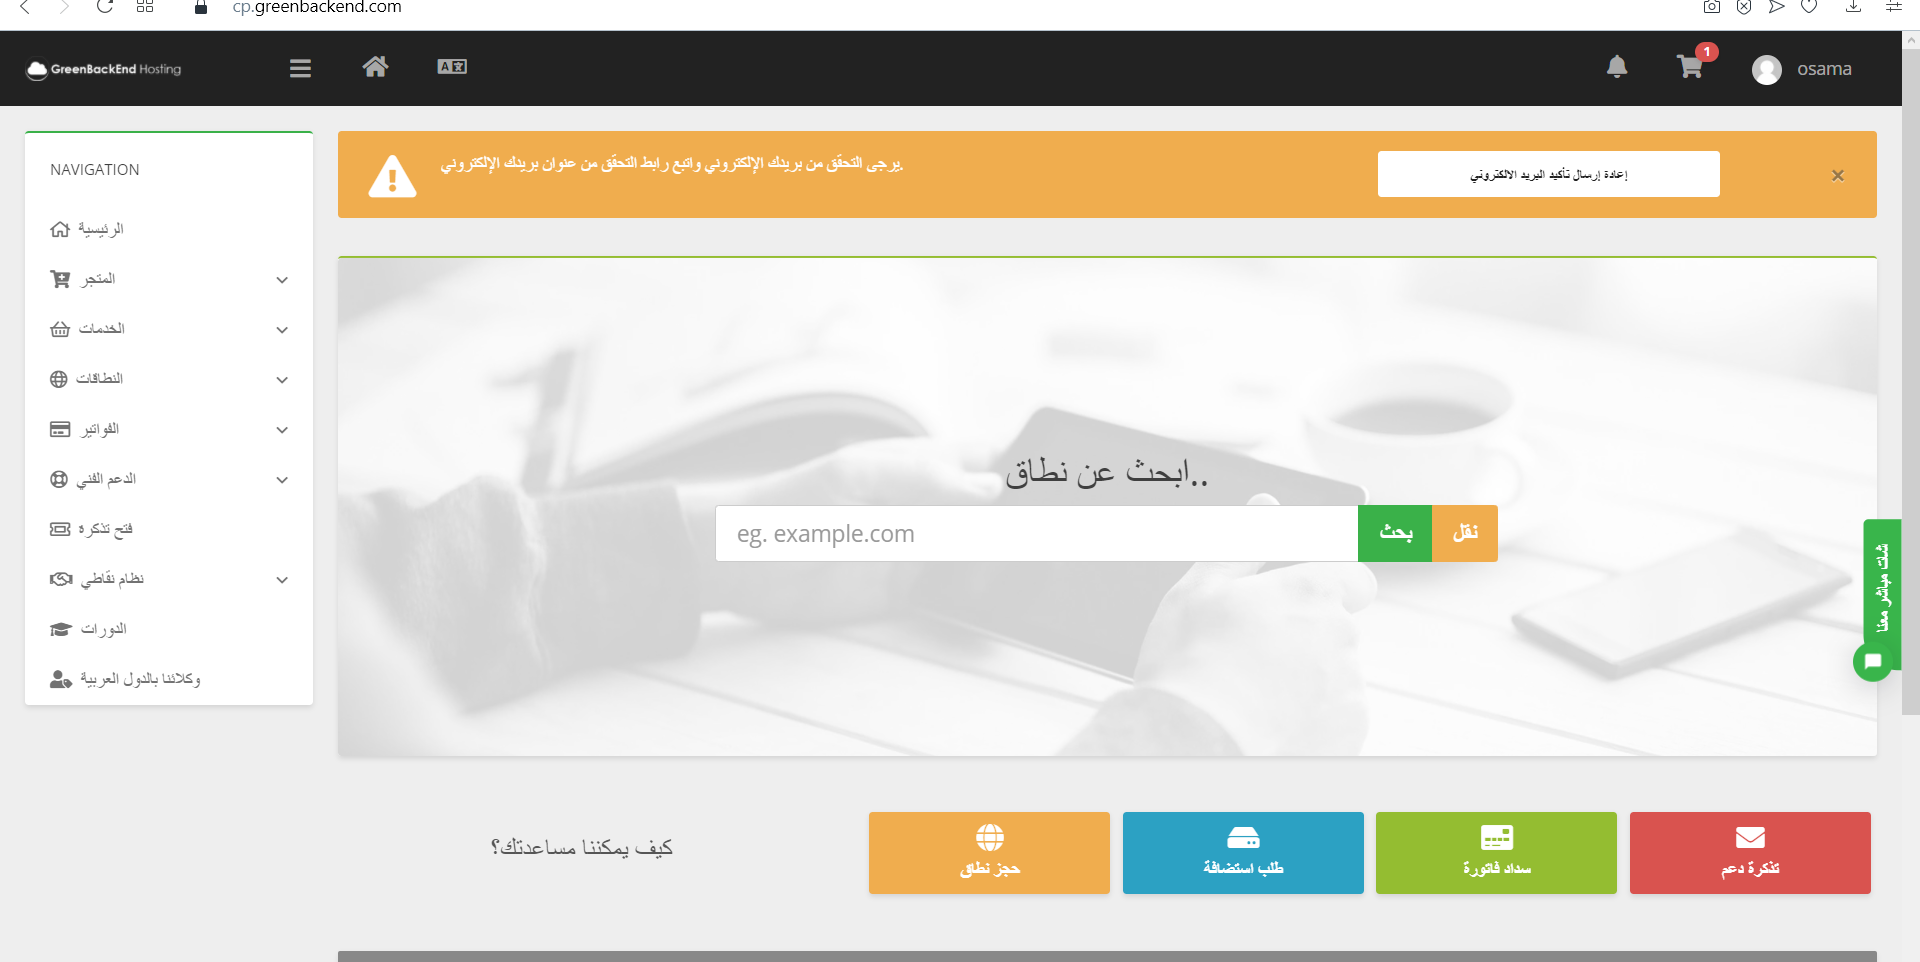 cp.greenbackend.com
GreenBackEnd Hosting
1
osama
NAVIGATION
الرئيسية
المتجر
الخدمات
النطاقات
الفواتير
الدعم الفني
فتح تذكرة
نظام نقاطي
الدورات
وكلائنا بالدول العربية
يرجى التحقّق من بريدك الإلكتروني واتبع رابط التحقّق من عنوان بريدك الإلكتروني.
إعادة إرسال تأكيد البريد الالكتروني
×
ابحث عن نطاق..
eg. example.com
بحث
نقل
شات مباشر معنا
كيف يمكننا مساعدتك؟
حجز نطاق
طلب استضافة
سداد فاتورة
تذكرة دعم